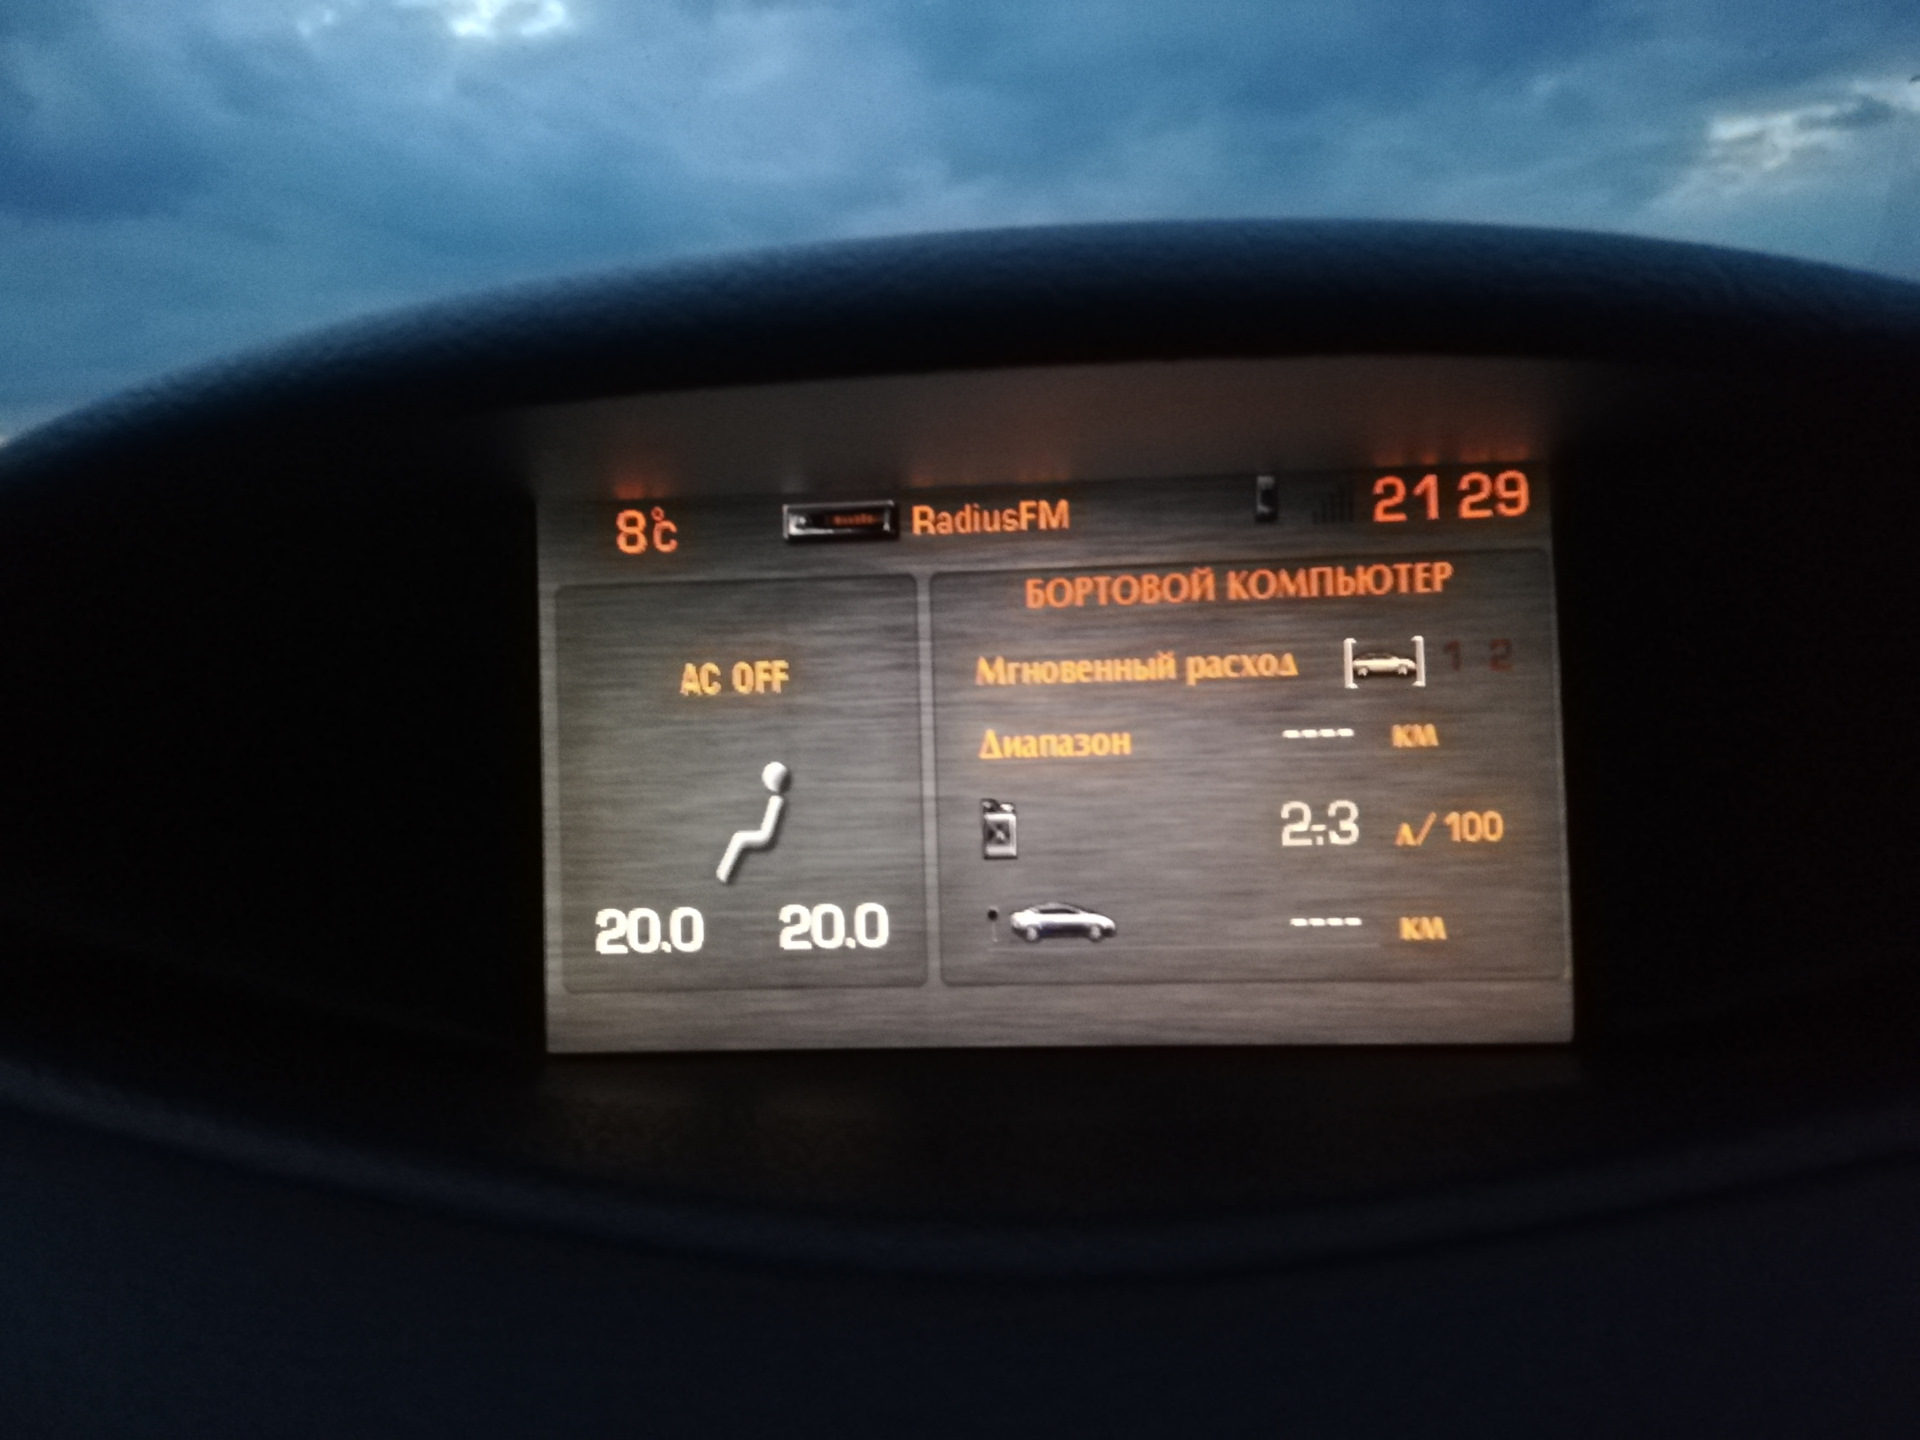 8°C RadiusFM 21 29
БОРТОВОЙ КОМПЬЮТЕР
AC OFF
Мгновенный расход 1 2
Диапазон ---- км
2.3 л/100
20.0 20.0
---- км